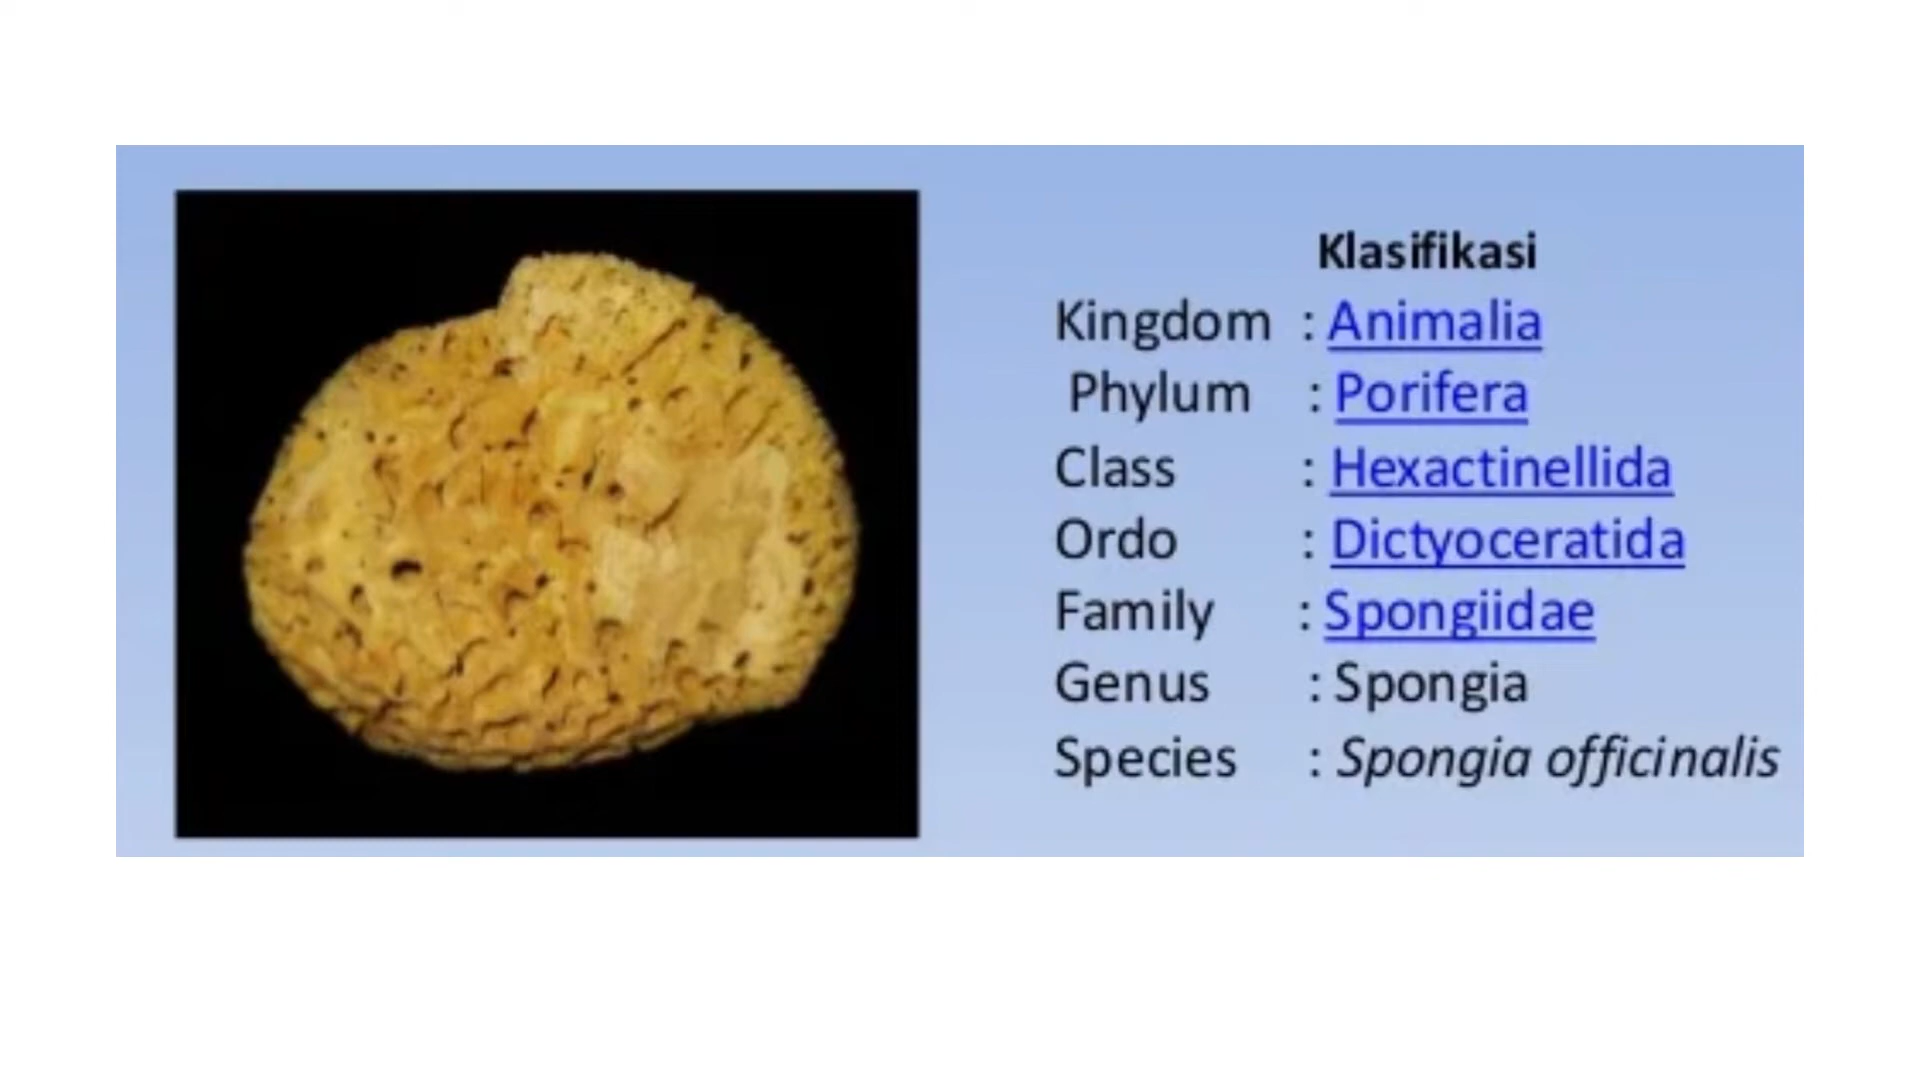 Klasifikasi
Kingdom : Animalia
Phylum : Porifera
Class : Hexactinellida
Ordo : Dictyoceratida
Family : Spongiidae
Genus : Spongia
Species : Spongia officinalis